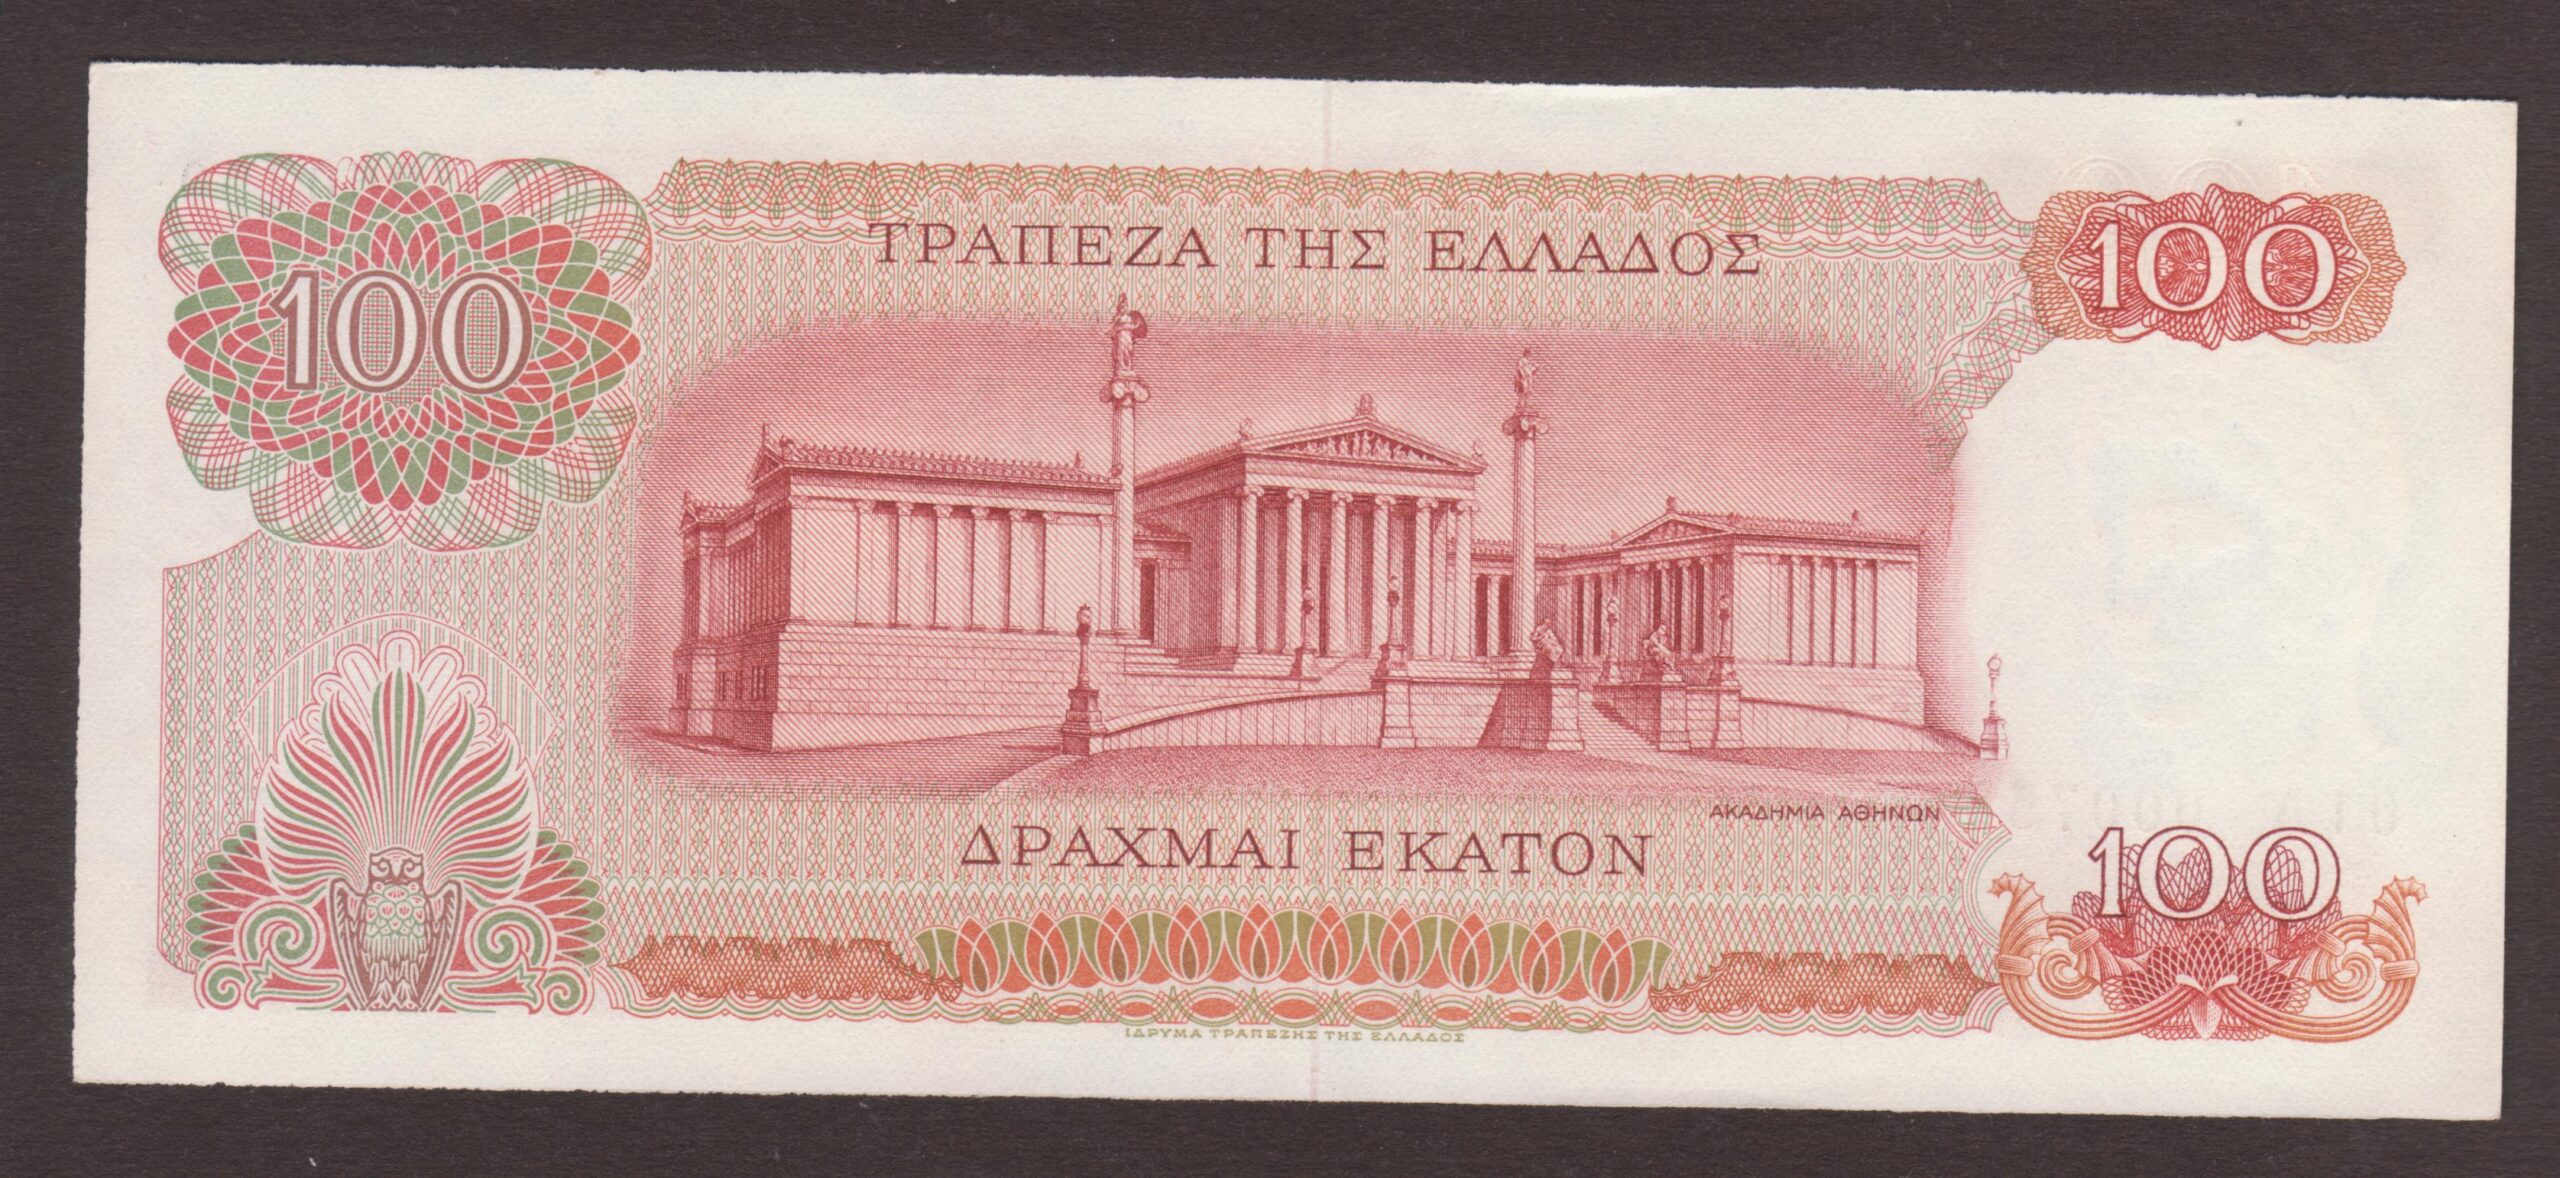 ΤΡΑΠΕΖΑ ΤΗΣ ΕΛΛΑΔΟΣ
100
100
ΑΚΑΔΗΜΙΑ ΑΘΗΝΩΝ
ΔΡΑΧΜΑΙ ΕΚΑΤΟΝ
100
ΙΔΡΥΜΑ ΤΡΑΠΕΖΗΣ ΤΗΣ ΕΛΛΑΔΟΣ